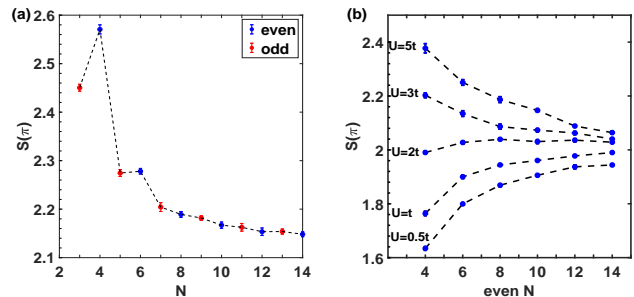 (a)
2.6
2.5
2.4
2.3
2.2
2.1
S(π)
2
4
6
8
10
12
14
N
even
odd
(b)
2.4
2.2
2
1.8
1.6
S(π)
U=5t
U=3t
U=2t
U=t
U=0.5t
4
6
8
10
12
14
even N